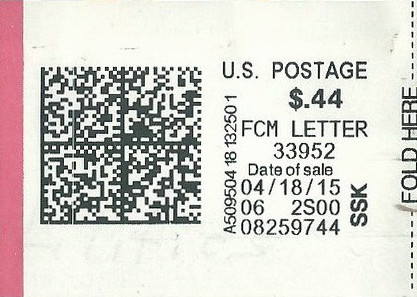 U.S. POSTAGE
$.44
FCM LETTER
33952
Date of sale
04/18/15
06 2S00
08259744
SSK
A509504 18 132501
FOLD HERE